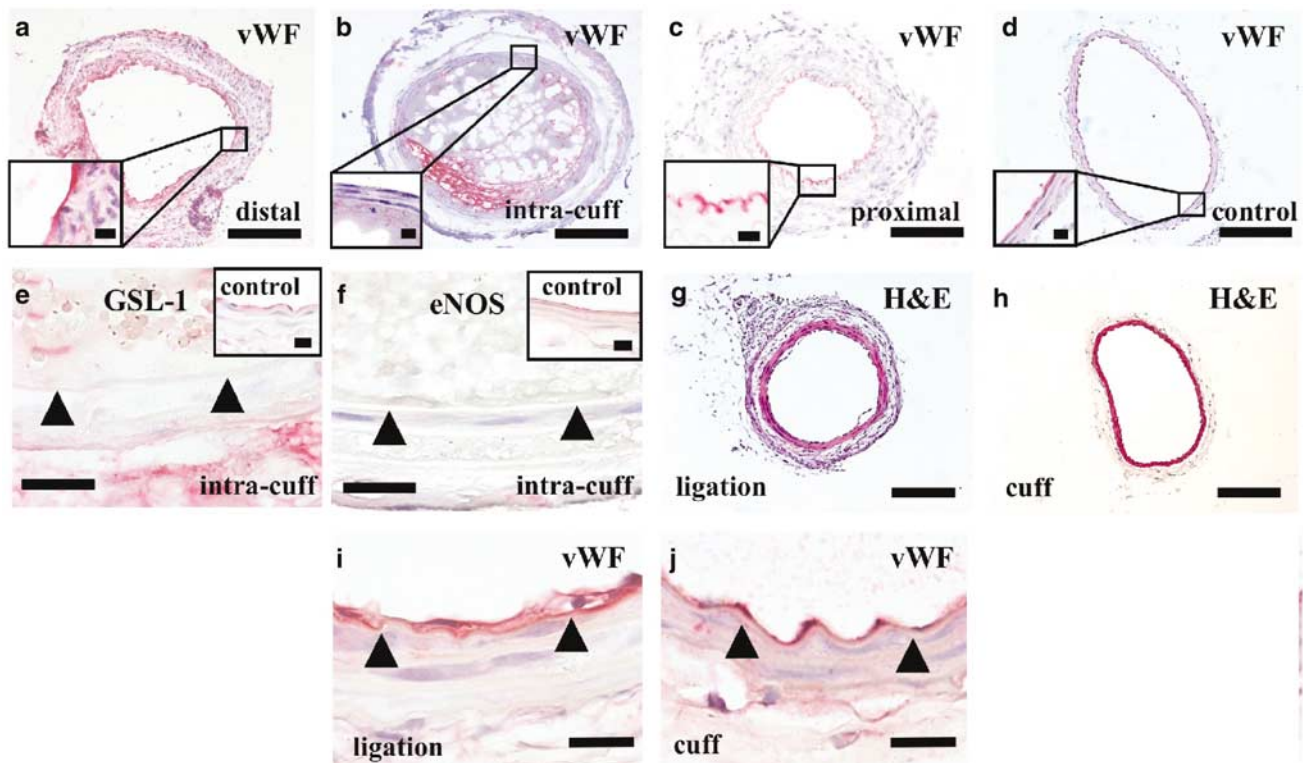 a
vWF
distal
b
vWF
intra-cuff
c
vWF
proximal
d
vWF
control
e
GSL-1
control
intra-cuff
f
eNOS
control
intra-cuff
g
H&E
ligation
h
H&E
cuff
i
vWF
ligation
j
vWF
cuff